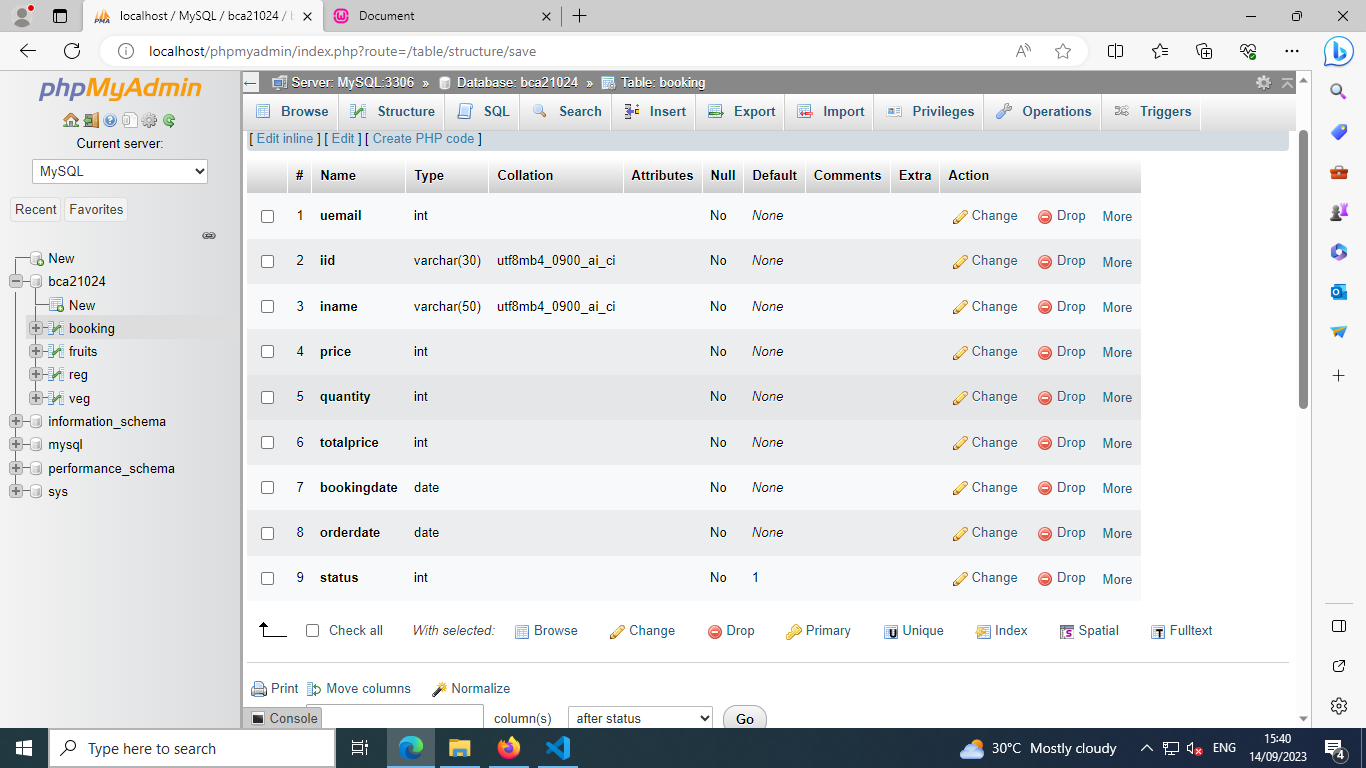 localhost / MySQL / bca21024 / b
Document
localhost/phpmyadmin/index.php?route=/table/structure/save
phpMyAdmin
Current server:
MySQL
Recent Favorites
New
bca21024
New
booking
fruits
reg
veg
information_schema
mysql
performance_schema
sys
Server: MySQL:3306 » Database: bca21024 » Table: booking
Browse Structure SQL Search Insert Export Import Privileges Operations Triggers
[ Edit inline ] [ Edit ] [ Create PHP code ]
# Name Type Collation Attributes Null Default Comments Extra Action
1 uemail int No None Change Drop More
2 iid varchar(30) utf8mb4_0900_ai_ci No None Change Drop More
3 iname varchar(50) utf8mb4_0900_ai_ci No None Change Drop More
4 price int No None Change Drop More
5 quantity int No None Change Drop More
6 totalprice int No None Change Drop More
7 bookingdate date No None Change Drop More
8 orderdate date No None Change Drop More
9 status int No 1 Change Drop More
Check all With selected: Browse Change Drop Primary Unique Index Spatial Fulltext
Print Move columns Normalize
Console column(s) after status Go
Type here to search
30°C Mostly cloudy
ENG
15:40
14/09/2023
4